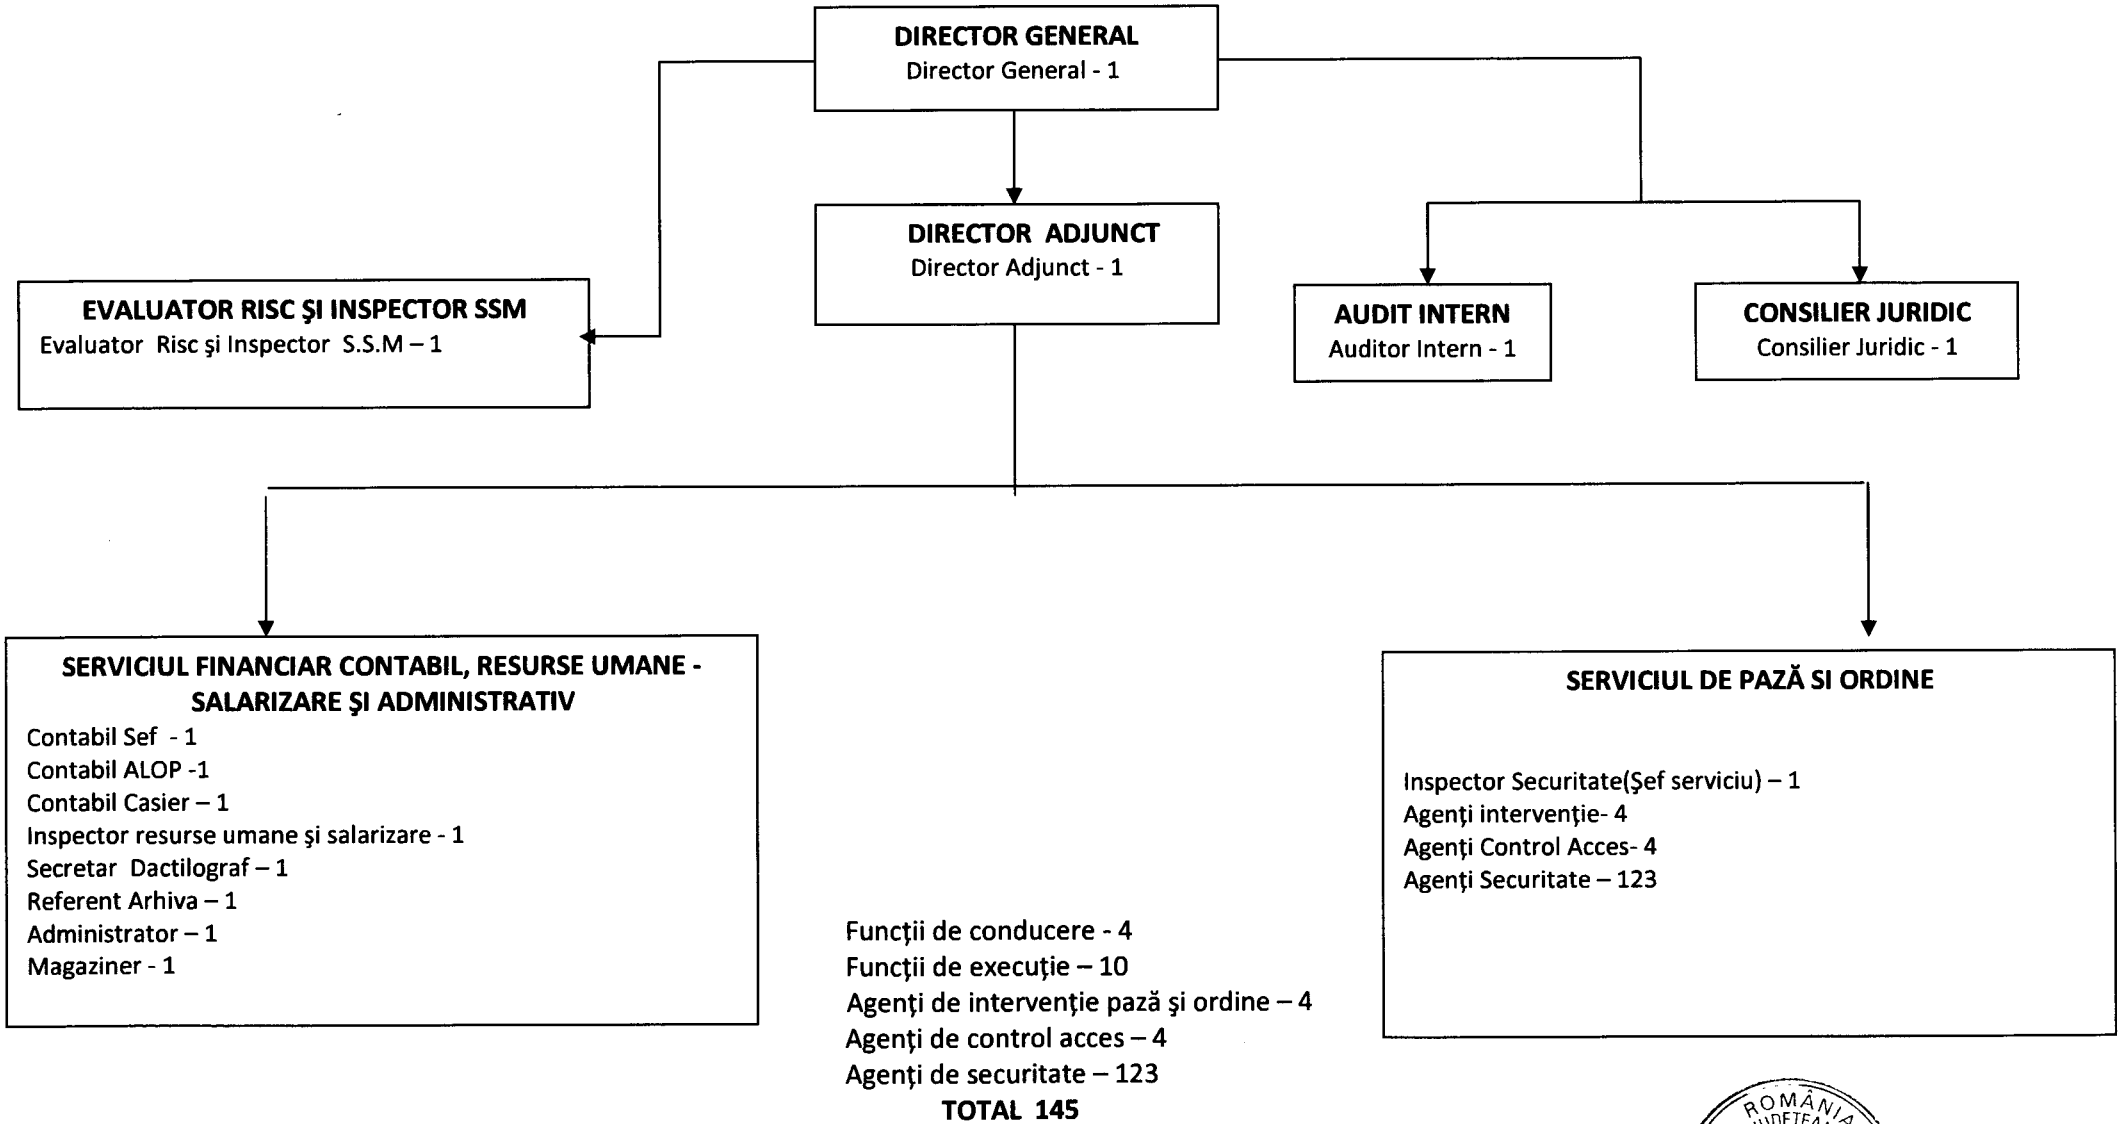 DIRECTOR GENERAL
Director General - 1
DIRECTOR ADJUNCT
Director Adjunct - 1
EVALUATOR RISC ŞI INSPECTOR SSM
Evaluator Risc şi Inspector S.S.M – 1
AUDIT INTERN
Auditor Intern - 1
CONSILIER JURIDIC
Consilier Juridic - 1
SERVICIUL FINANCIAR CONTABIL, RESURSE UMANE -
SALARIZARE ŞI ADMINISTRATIV
Contabil Sef - 1
Contabil ALOP -1
Contabil Casier – 1
Inspector resurse umane şi salarizare - 1
Secretar Dactilograf – 1
Referent Arhiva – 1
Administrator – 1
Magaziner - 1
SERVICIUL DE PAZĂ SI ORDINE
Inspector Securitate(Şef serviciu) – 1
Agenţi intervenţie- 4
Agenţi Control Acces- 4
Agenţi Securitate – 123
Funcţii de conducere - 4
Funcţii de execuţie – 10
Agenţi de intervenţie pază şi ordine – 4
Agenţi de control acces – 4
Agenţi de securitate – 123
TOTAL 145
ROMÂNIA